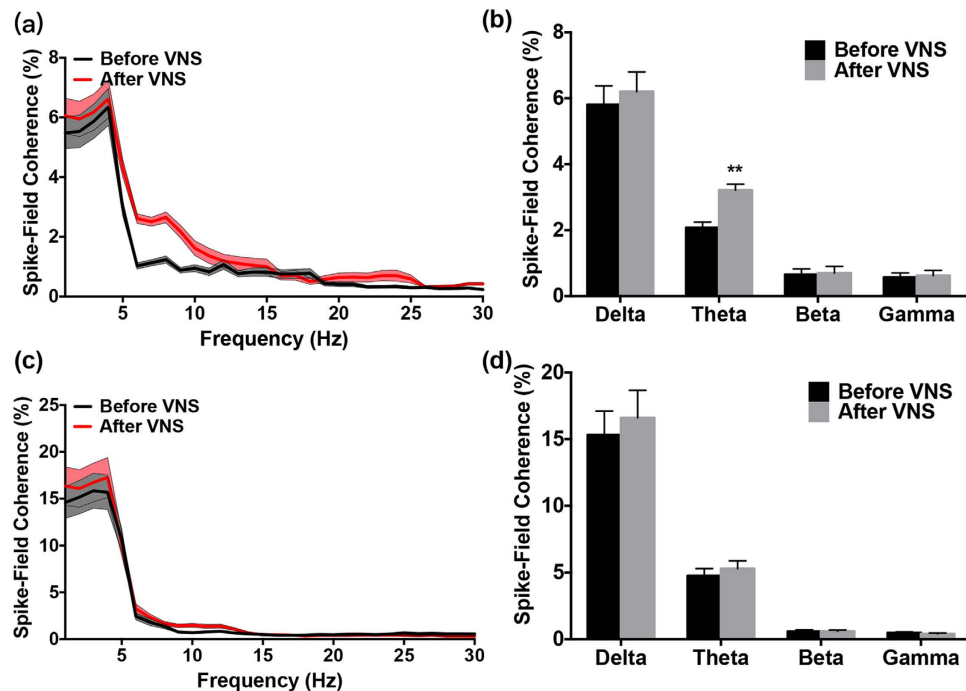 (a)
Spike-Field Coherence (%)
8
6
4
2
0
Before VNS
After VNS
5 10 15 20 25 30
Frequency (Hz)
(b)
Spike-Field Coherence (%)
8
6
4
2
0
Before VNS
After VNS
**
Delta Theta Beta Gamma
(c)
Spike-Field Coherence (%)
25
20
15
10
5
0
Before VNS
After VNS
5 10 15 20 25 30
Frequency (Hz)
(d)
Spike-Field Coherence (%)
20
15
10
5
0
Before VNS
After VNS
Delta Theta Beta Gamma